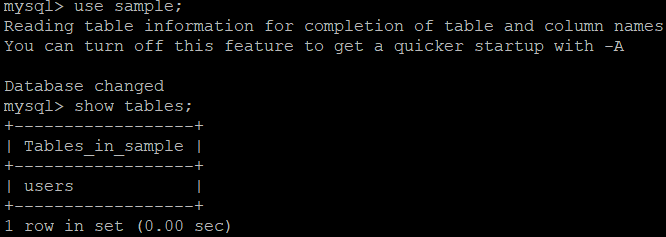 mysql> use sample;
Reading table information for completion of table and column names
You can turn off this feature to get a quicker startup with -A

Database changed
mysql> show tables;
+------------------+
| Tables_in_sample |
+------------------+
| users            |
+------------------+
1 row in set (0.00 sec)